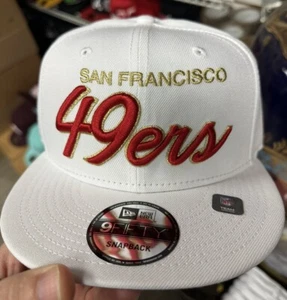 SAN FRANCISCO
49ers
NEW ERA
9FIFTY
SNAPBACK